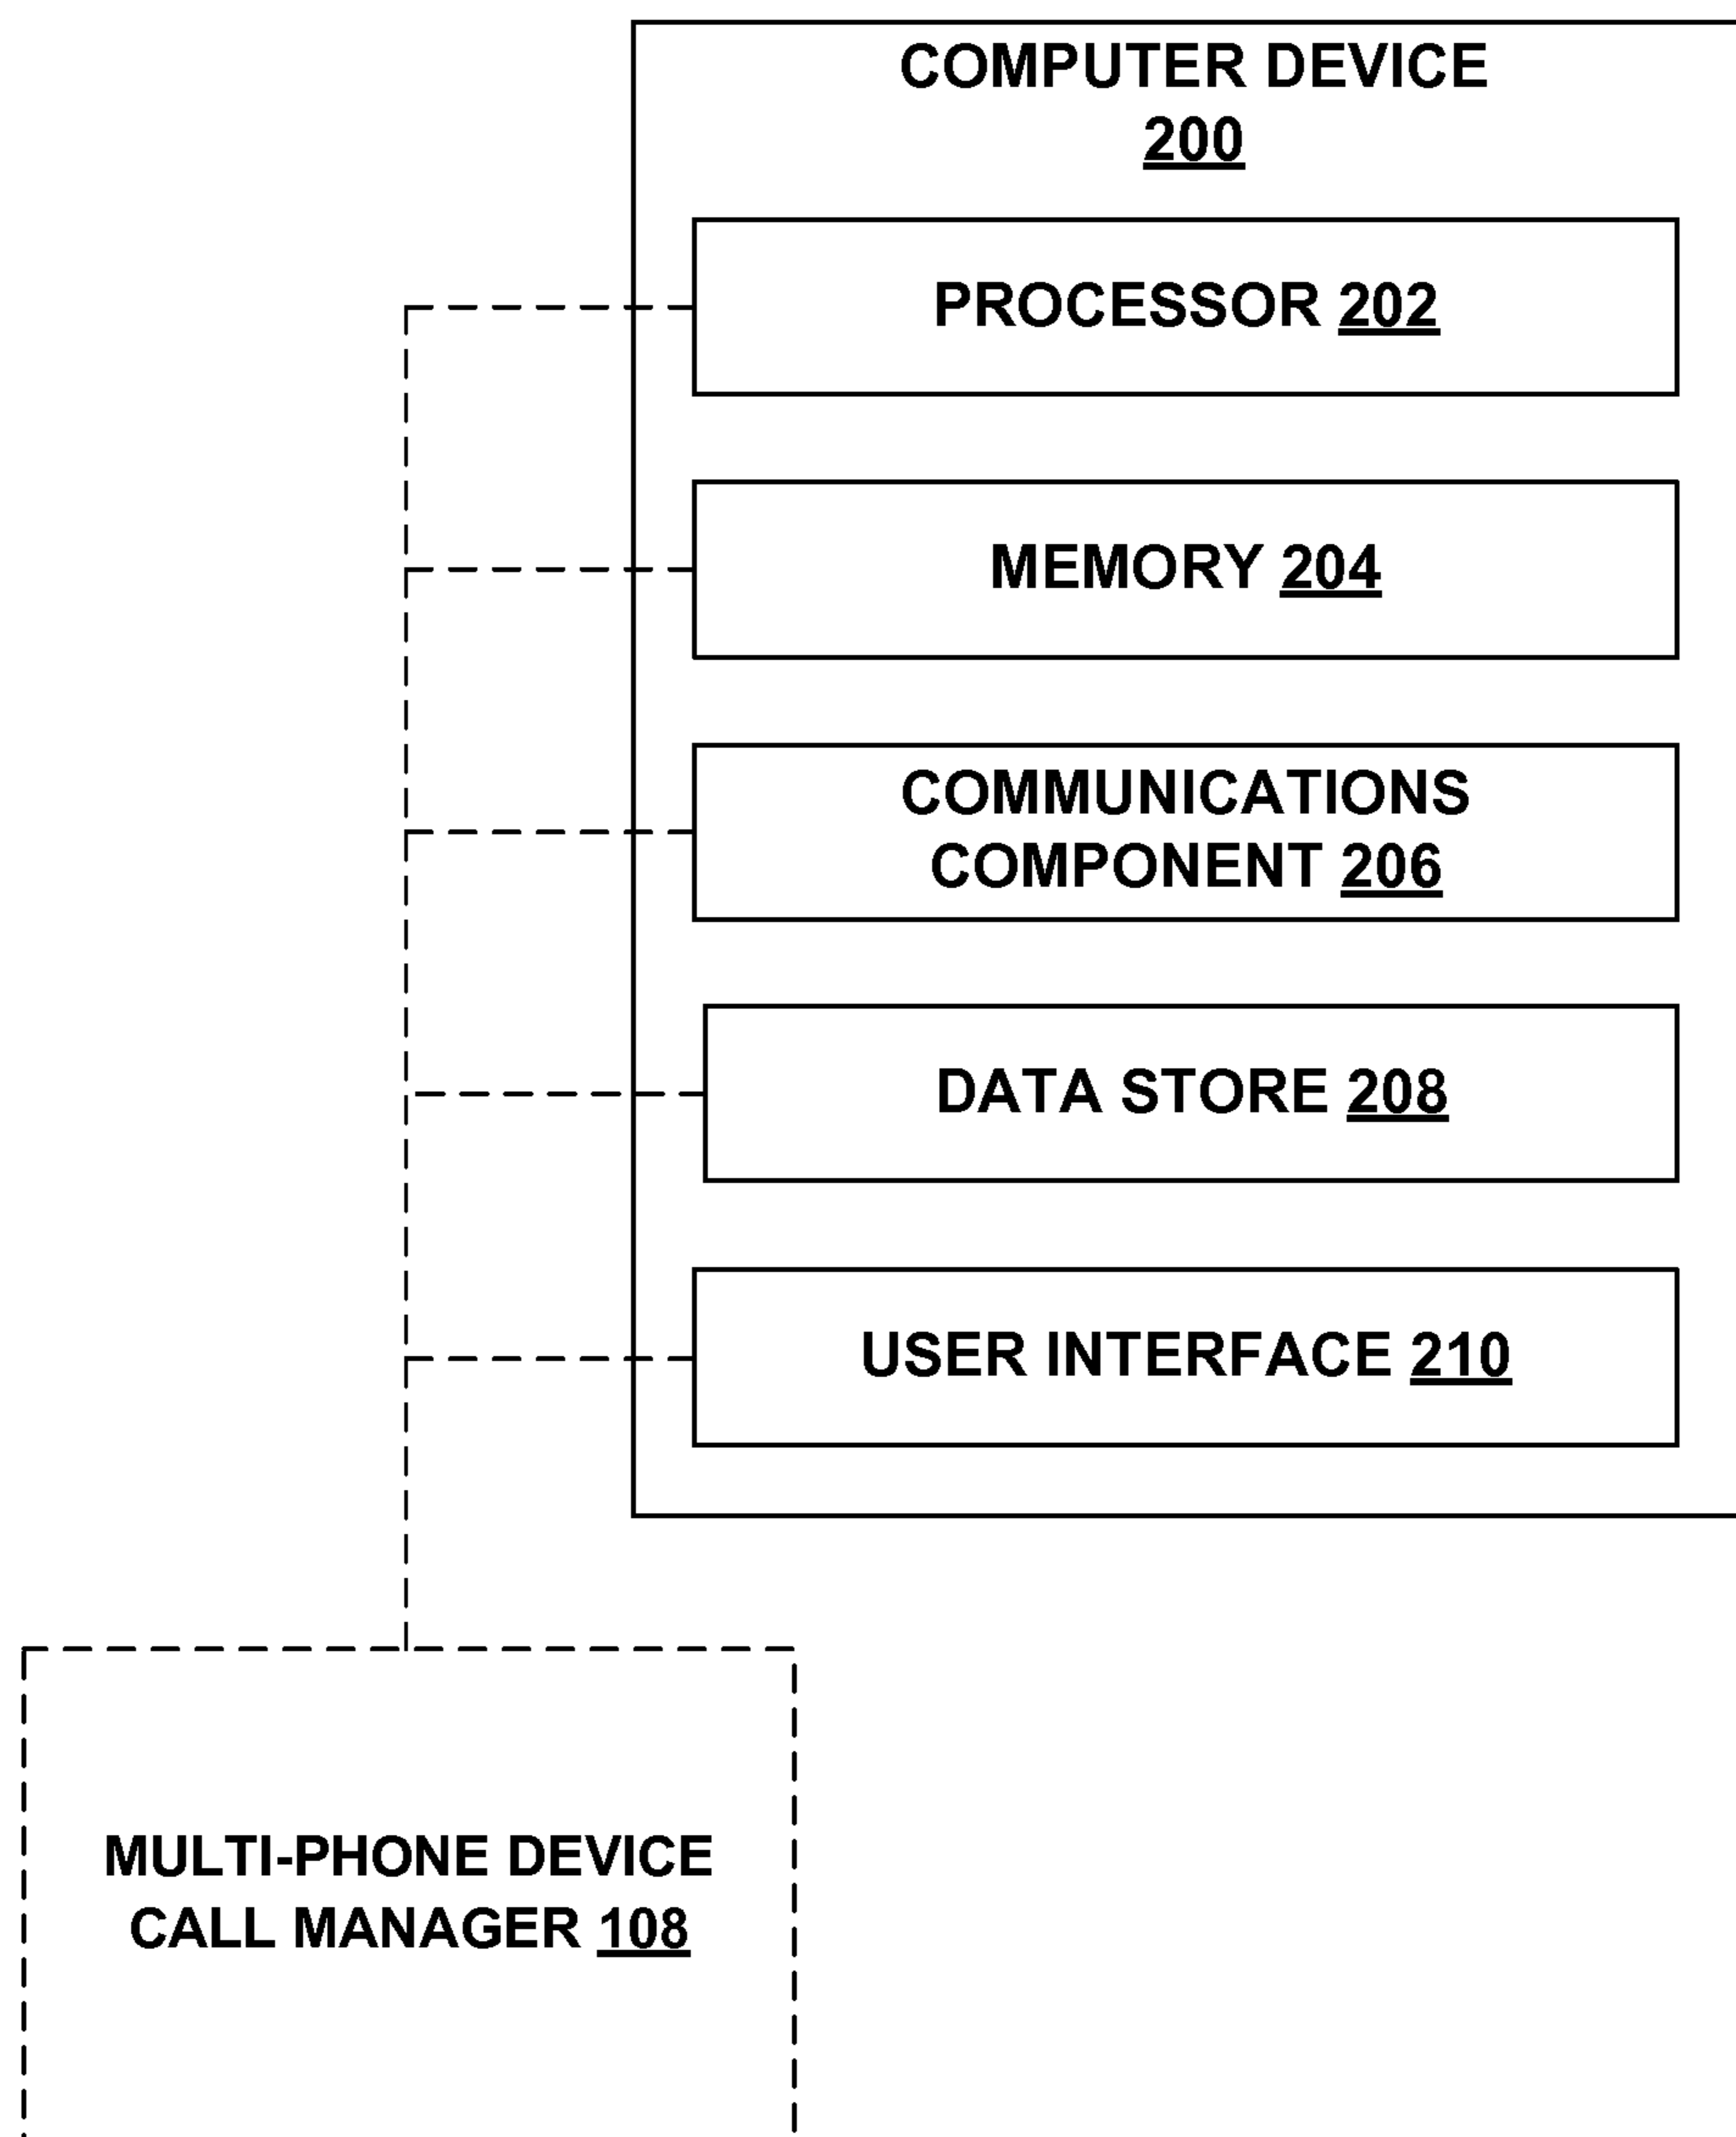 COMPUTER DEVICE
200
PROCESSOR 202
MEMORY 204
COMMUNICATIONS
COMPONENT 206
DATA STORE 208
USER INTERFACE 210
MULTI-PHONE DEVICE
CALL MANAGER 108